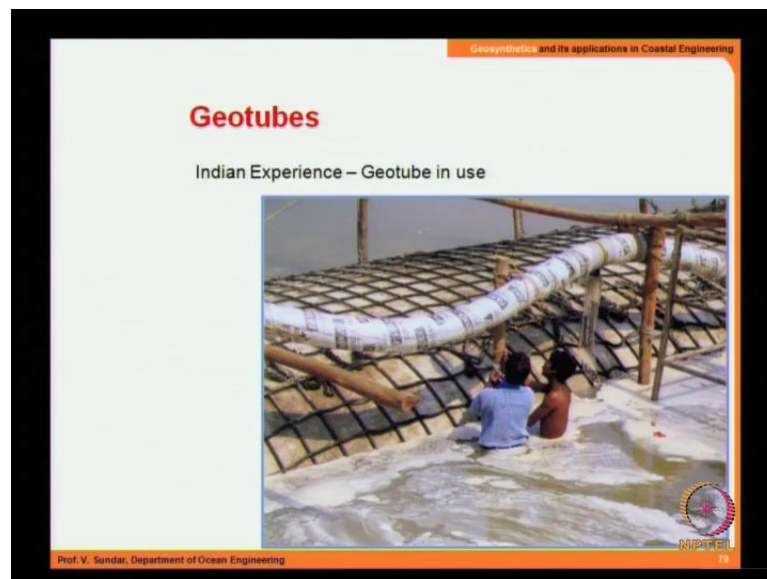 Geosynthetics and its applications in Coastal Engineering
Geotubes
Indian Experience – Geotube in use
NPTEL
Prof. V. Sundar, Department of Ocean Engineering
79